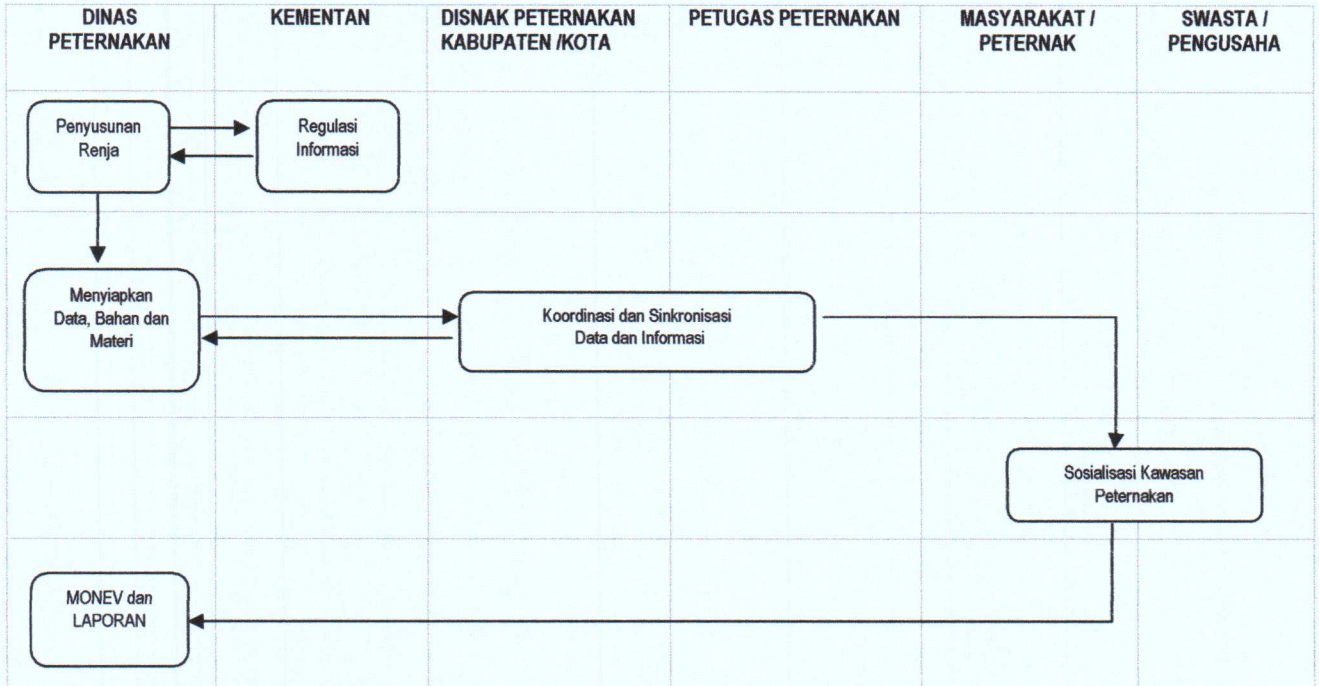 DINAS
PETERNAKAN
KEMENTAN
DISNAK PETERNAKAN
KABUPATEN /KOTA
PETUGAS PETERNAKAN
MASYARAKAT /
PETERNAK
SWASTA /
PENGUSAHA
Penyusunan
Renja
Regulasi
Informasi
Menyiapkan
Data, Bahan dan
Materi
Koordinasi dan Sinkronisasi
Data dan Informasi
Sosialisasi Kawasan
Peternakan
MONEV dan
LAPORAN